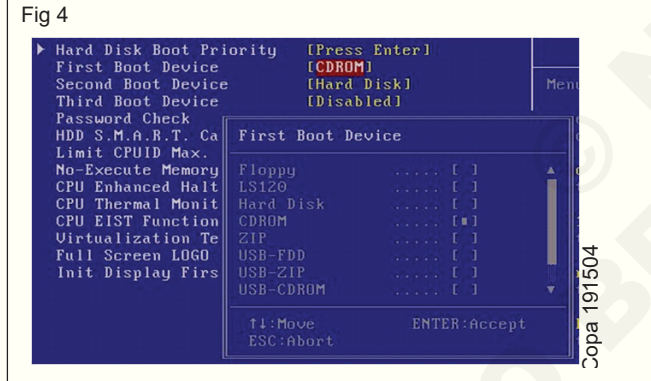 Fig 4
Hard Disk Boot Priority [Press Enter]
First Boot Device [CDROM]
Second Boot Device [Hard Disk]
Third Boot Device [Disabled]
Password Check
HDD S.M.A.R.T. Ca
Limit CPUID Max.
No-Execute Memory
CPU Enhanced Halt
CPU Thermal Monit
CPU EIST Function
Virtualization Te
Full Screen LOGO
Init Display Firs
Menu
First Boot Device
Floppy ..... [ ]
LS120 ..... [ ]
Hard Disk ..... [ ]
CDROM ..... [■]
ZIP ..... [ ]
USB-FDD ..... [ ]
USB-ZIP ..... [ ]
USB-CDROM ..... [ ]
↑↓:Move ENTER:Accept
ESC:Abort
Copa 191504